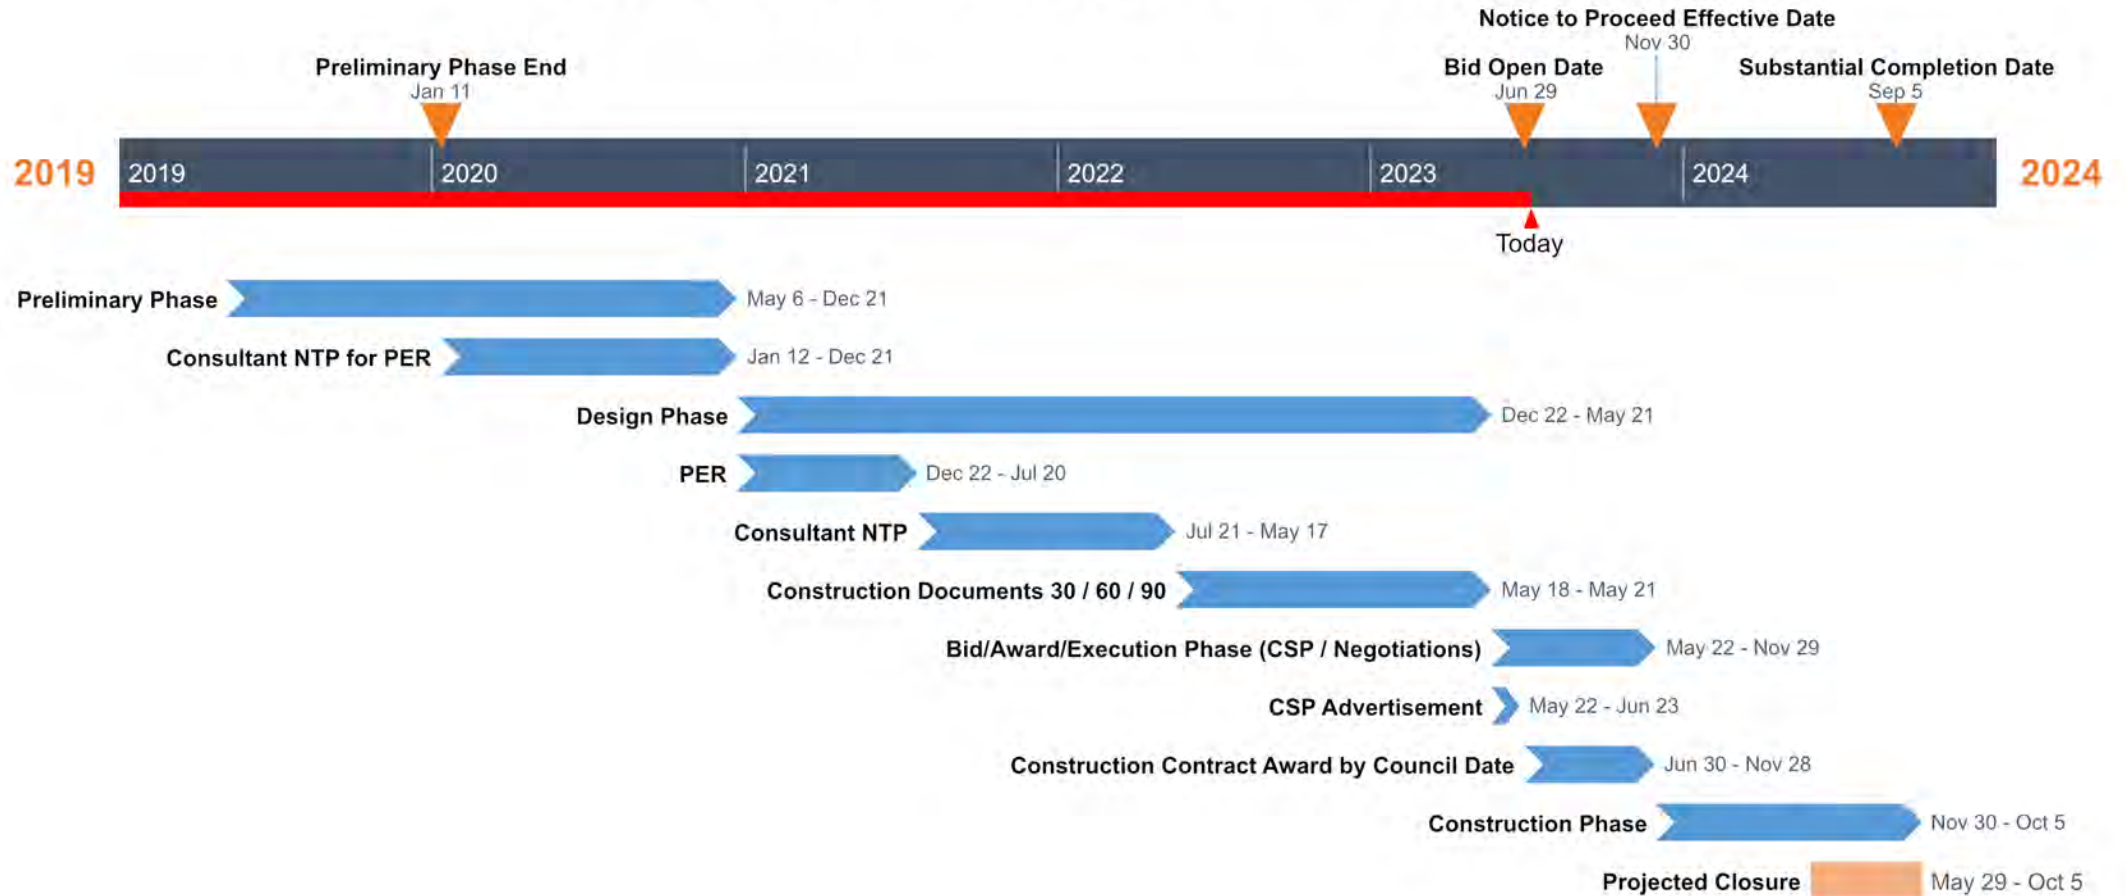 Notice to Proceed Effective Date
Nov 30
Preliminary Phase End
Jan 11
Bid Open Date
Jun 29
Substantial Completion Date
Sep 5
2019 2019 2020 2021 2022 2023 2024 2024
Today
Preliminary Phase May 6 - Dec 21
Consultant NTP for PER Jan 12 - Dec 21
Design Phase Dec 22 - May 21
PER Dec 22 - Jul 20
Consultant NTP Jul 21 - May 17
Construction Documents 30 / 60 / 90 May 18 - May 21
Bid/Award/Execution Phase (CSP / Negotiations) May 22 - Nov 29
CSP Advertisement May 22 - Jun 23
Construction Contract Award by Council Date Jun 30 - Nov 28
Construction Phase Nov 30 - Oct 5
Projected Closure May 29 - Oct 5